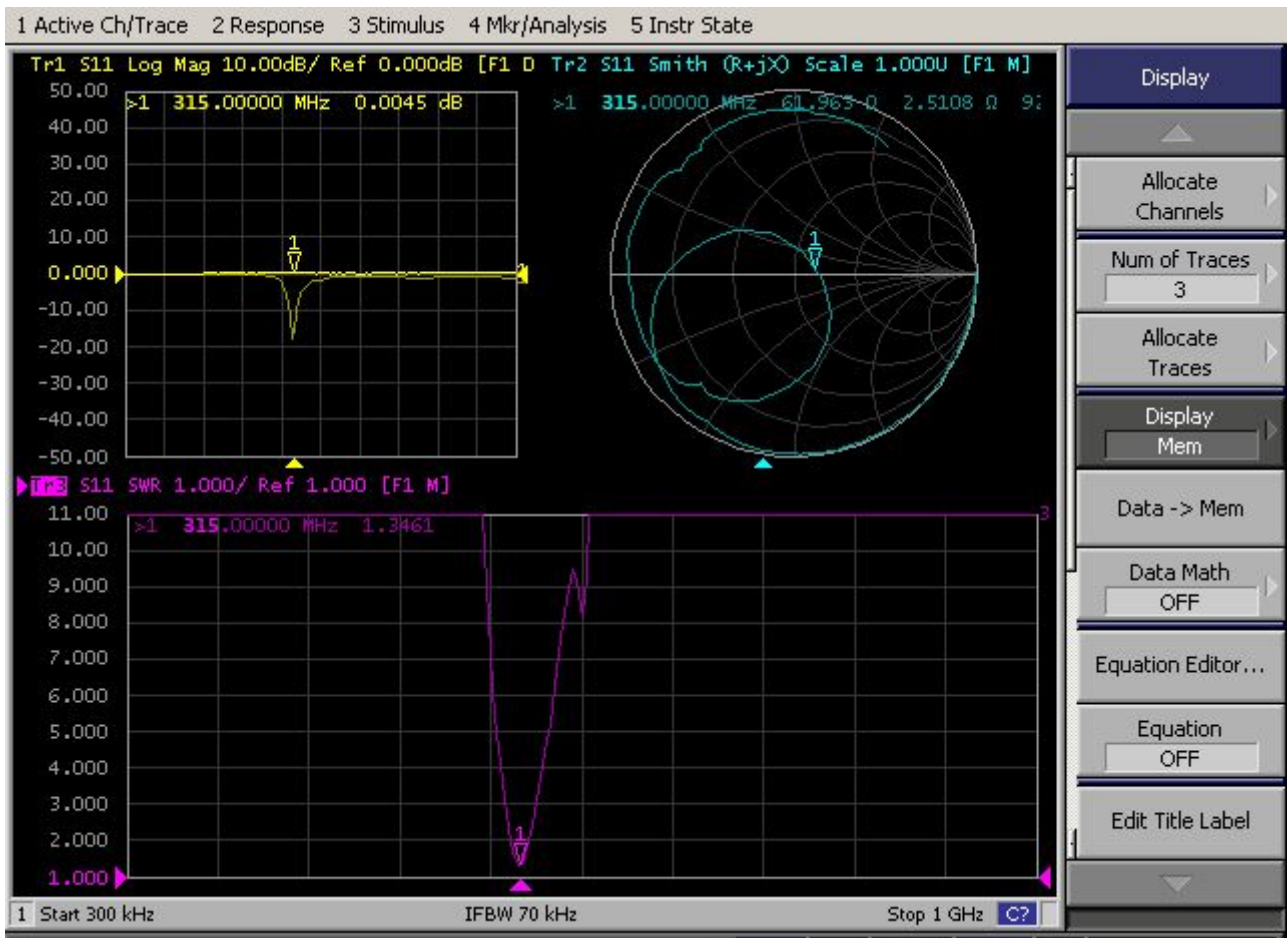 1 Active Ch/Trace 2 Response 3 Stimulus 4 Mkr/Analysis 5 Instr State
Tr1 S11 Log Mag 10.00dB/ Ref 0.000dB [F1 D
50.00
>1 315.00000 MHz 0.0045 dB
40.00
30.00
20.00
10.00
0.000
-10.00
-20.00
-30.00
-40.00
-50.00
1
Tr2 S11 Smith (R+jX) Scale 1.000U [F1 M]
>1 315.00000 MHz 61.963 Ω 2.5108 Ω 92
1
Tr3 S11 SWR 1.000/ Ref 1.000 [F1 M]
11.00
>1 315.00000 MHz 1.3461
3
10.00
9.000
8.000
7.000
6.000
5.000
4.000
3.000
2.000
1.000
1
1 Start 300 kHz IFBW 70 kHz Stop 1 GHz C?
Display
Allocate
Channels
Num of Traces
3
Allocate
Traces
Display
Mem
Data -> Mem
Data Math
OFF
Equation Editor...
Equation
OFF
Edit Title Label